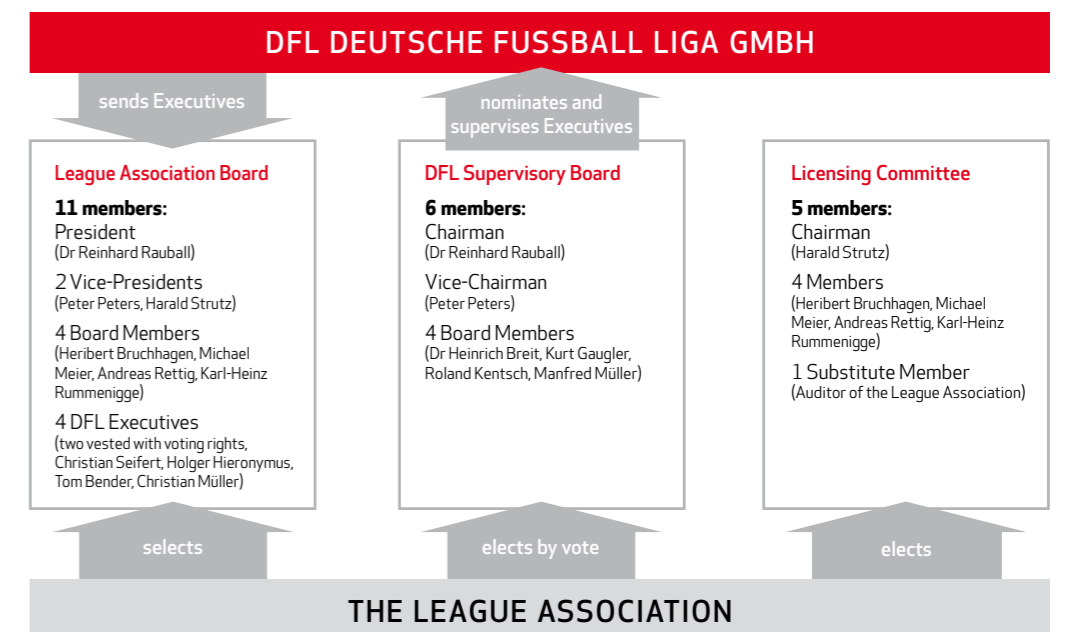 DFL DEUTSCHE FUSSBALL LIGA GMBH
sends Executives
nominates and
supervises Executives
League Association Board
11 members:
President
(Dr Reinhard Rauball)
2 Vice-Presidents
(Peter Peters, Harald Strutz)
4 Board Members
(Heribert Bruchhagen, Michael
Meier, Andreas Rettig, Karl-Heinz
Rummenigge)
4 DFL Executives
(two vested with voting rights,
Christian Seifert, Holger Hieronymus,
Tom Bender, Christian Müller)
DFL Supervisory Board
6 members:
Chairman
(Dr Reinhard Rauball)
Vice-Chairman
(Peter Peters)
4 Board Members
(Dr Heinrich Breit, Kurt Gaugler,
Roland Kentsch, Manfred Müller)
Licensing Committee
5 members:
Chairman
(Harald Strutz)
4 Members
(Heribert Bruchhagen, Michael
Meier, Andreas Rettig, Karl-Heinz
Rummenigge)
1 Substitute Member
(Auditor of the League Association)
selects
elects by vote
elects
THE LEAGUE ASSOCIATION